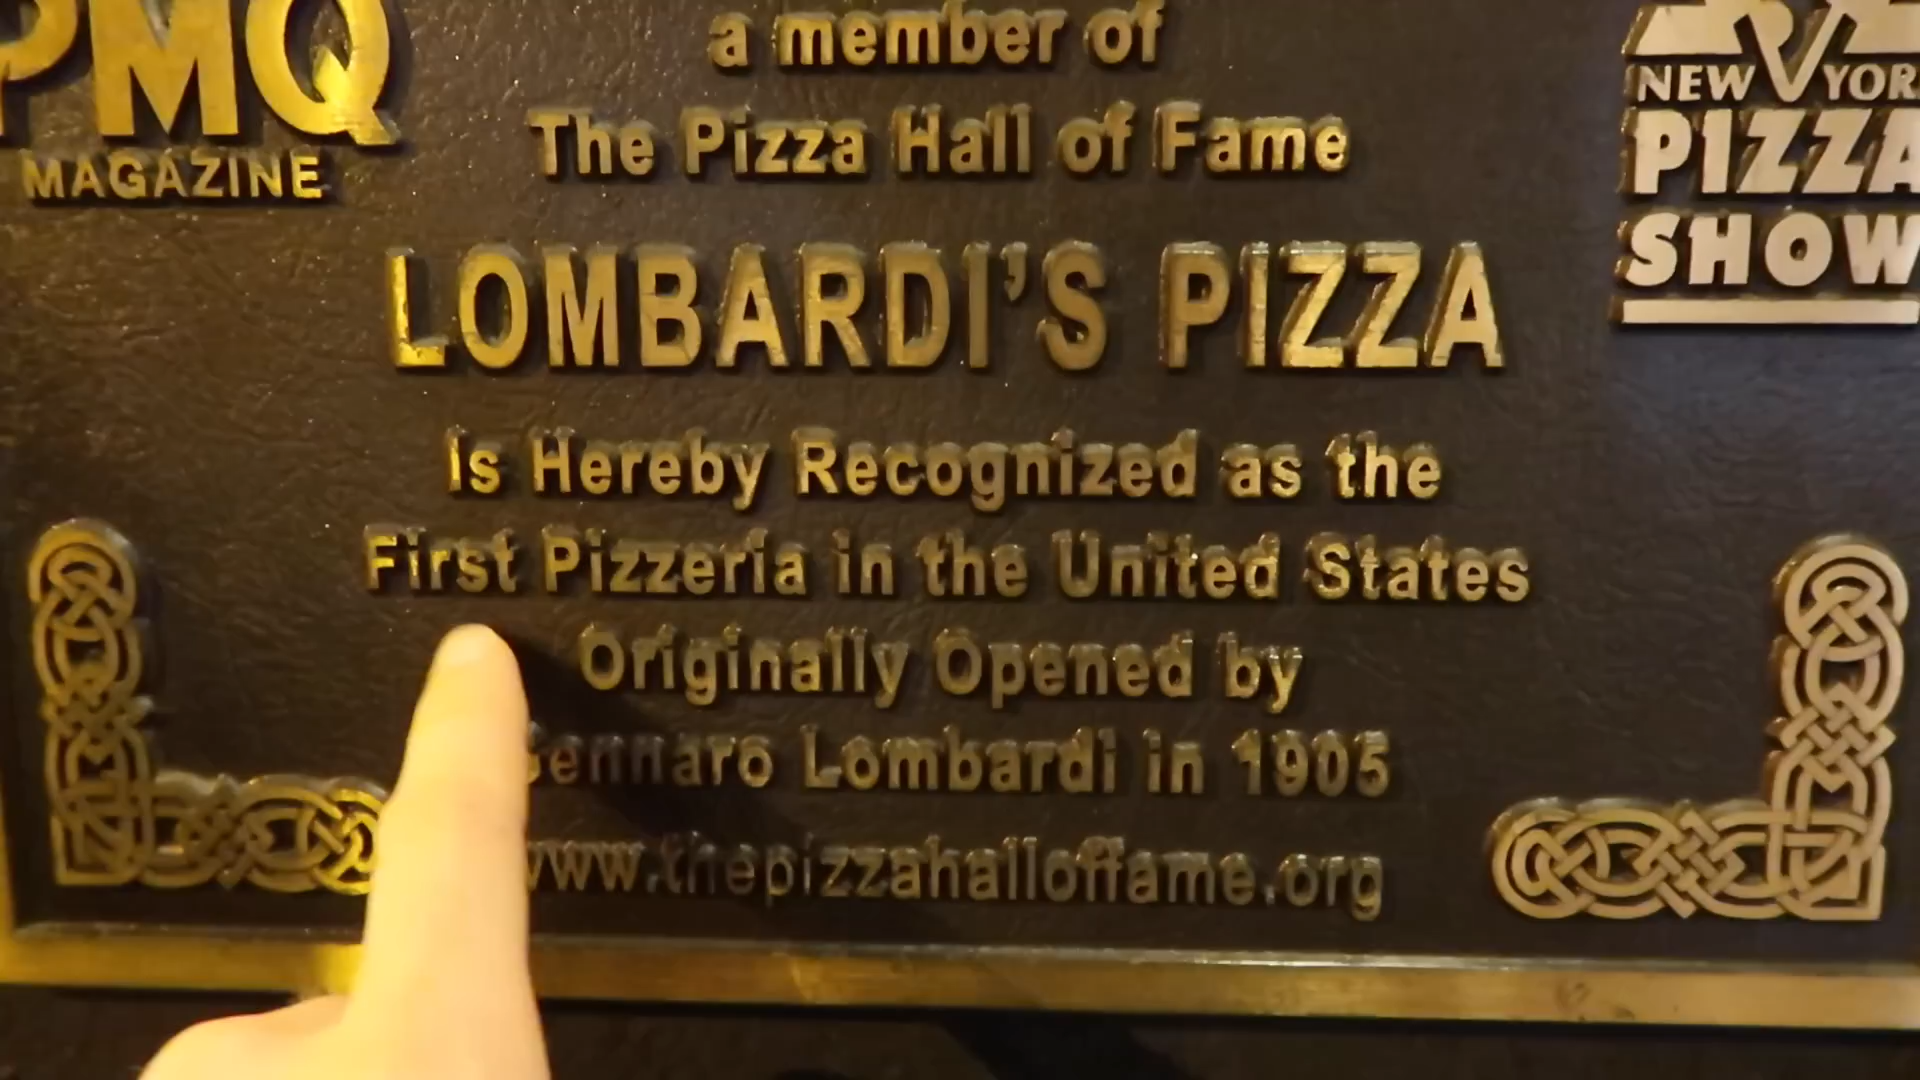 PMQ
MAGAZINE
a member of
The Pizza Hall of Fame
NEW YOR
PIZZA
SHOW
LOMBARDI'S PIZZA
Is Hereby Recognized as the
First Pizzeria in the United States
Originally Opened by
Gennaro Lombardi in 1905
www.thepizzahalloffame.org